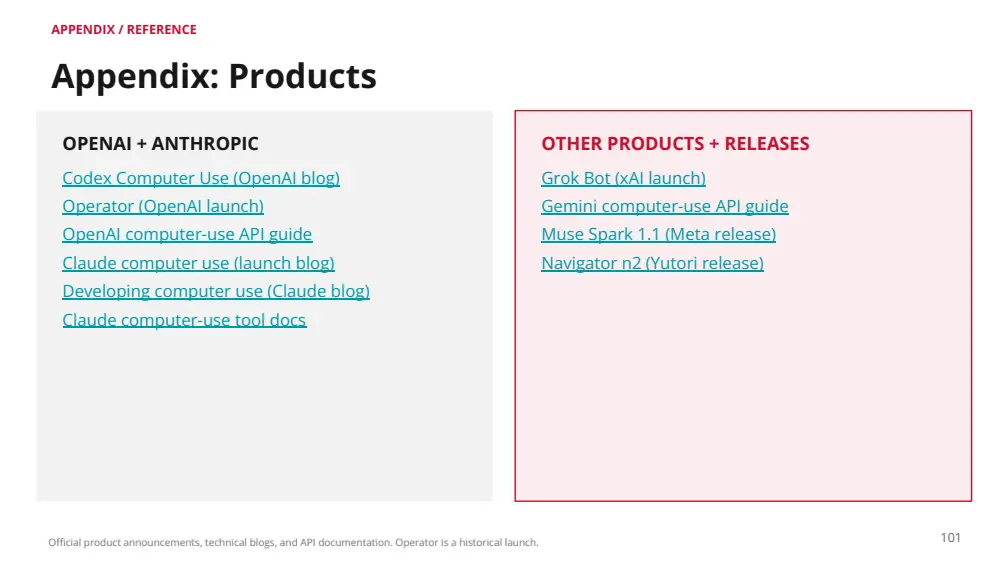 APPENDIX / REFERENCE
Appendix: Products
OPENAI + ANTHROPIC
Codex Computer Use (OpenAI blog)
Operator (OpenAI launch)
OpenAI computer-use API guide
Claude computer use (launch blog)
Developing computer use (Claude blog)
Claude computer-use tool docs
OTHER PRODUCTS + RELEASES
Grok Bot (xAI launch)
Gemini computer-use API guide
Muse Spark 1.1 (Meta release)
Navigator n2 (Yutori release)
Official product announcements, technical blogs, and API documentation. Operator is a historical launch.
101